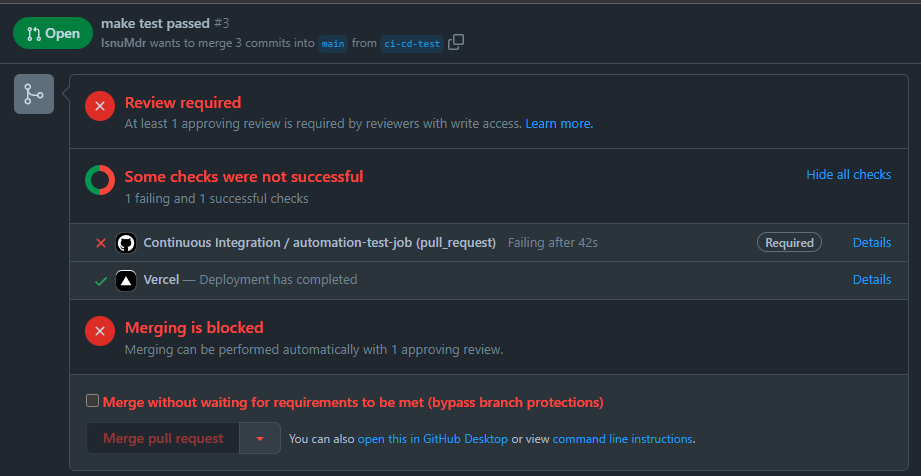 Open
make test passed #3
IsnuMdr wants to merge 3 commits into main from ci-cd-test
Review required
At least 1 approving review is required by reviewers with write access. Learn more.
Some checks were not successful
Hide all checks
1 failing and 1 successful checks
Continuous Integration / automation-test-job (pull_request) Failing after 42s Required Details
Vercel — Deployment has completed Details
Merging is blocked
Merging can be performed automatically with 1 approving review.
Merge without waiting for requirements to be met (bypass branch protections)
Merge pull request
You can also open this in GitHub Desktop or view command line instructions.